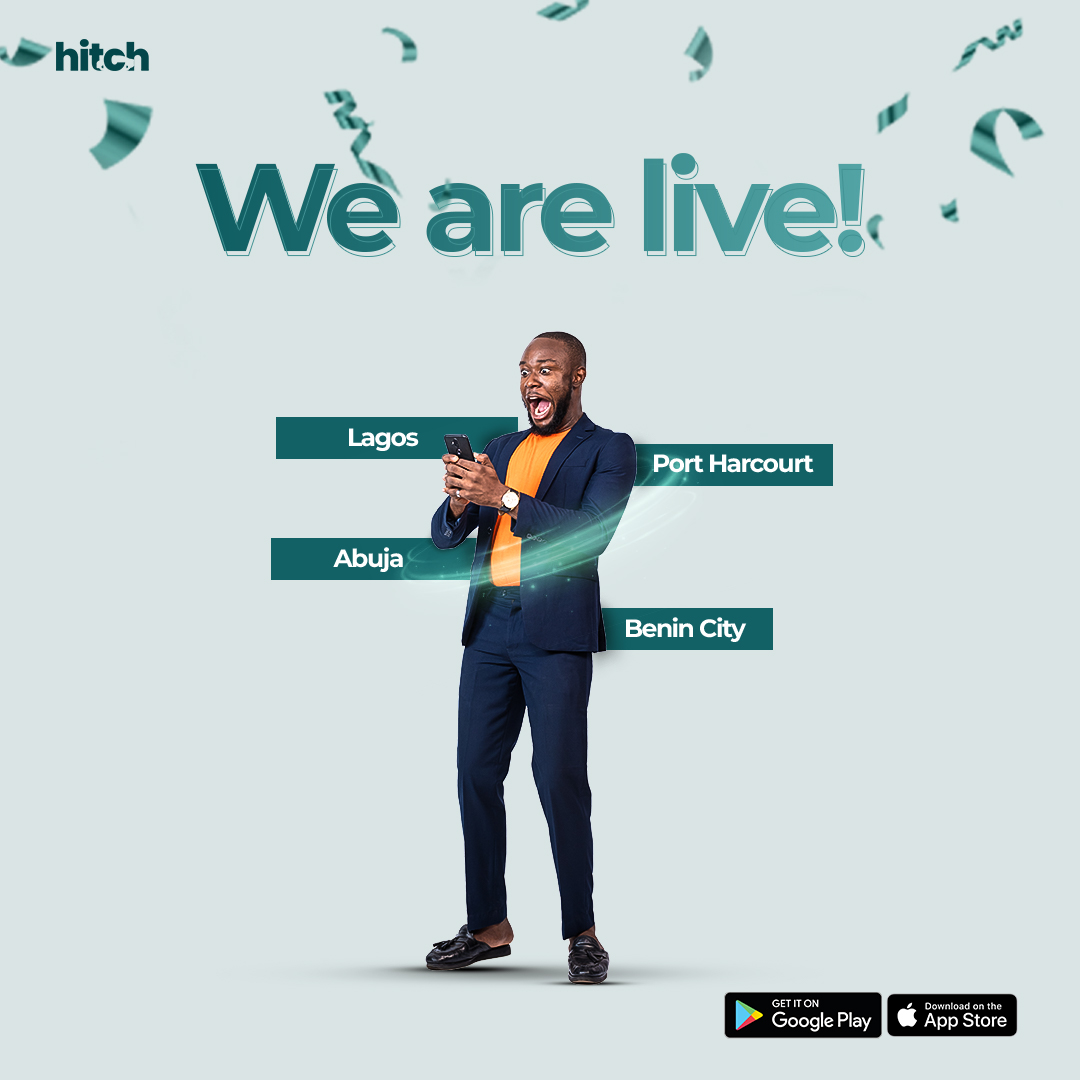 hitch
We are live!
Lagos
Port Harcourt
Abuja
Benin City
GET IT ON
Google Play
Download on the
App Store